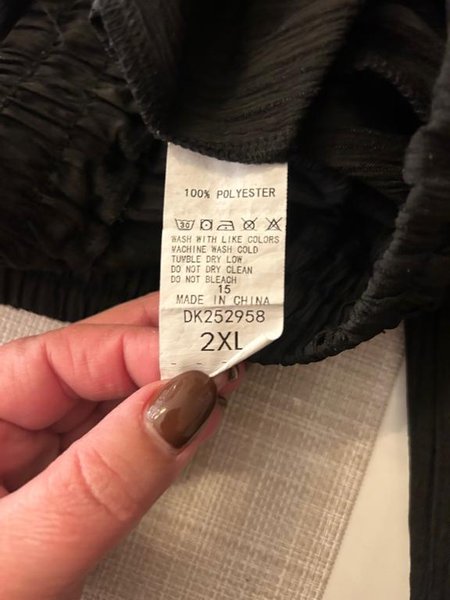 100% POLYESTER
30
WASH WITH LIKE COLORS
MACHINE WASH COLD
TUMBLE DRY LOW
DO NOT DRY CLEAN
DO NOT BLEACH
15
MADE IN CHINA
DK252958
2XL